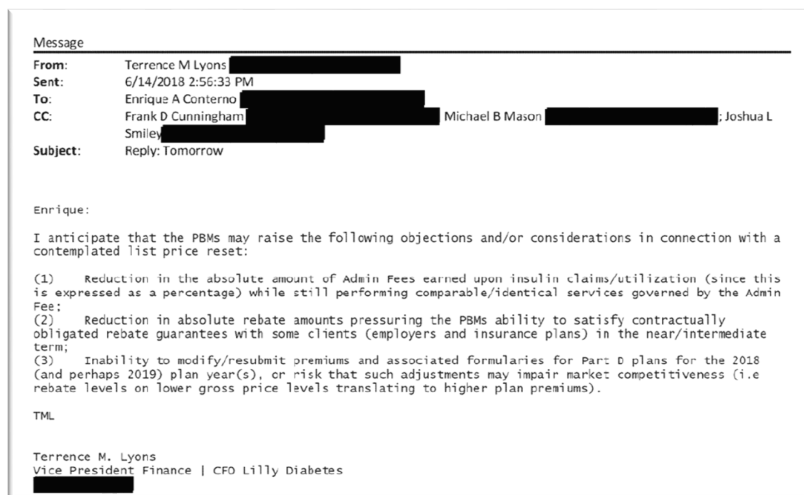 Message
From: Terrence M Lyons
Sent: 6/14/2018 2:56:33 PM
To: Enrique A Conterno
CC: Frank D Cunningham Michael B Mason ; Joshua L
Smiley
Subject: Reply: Tomorrow
Enrique:
I anticipate that the PBMs may raise the following objections and/or considerations in connection with a
contemplated list price reset:
(1) Reduction in the absolute amount of Admin Fees earned upon insulin claims/utilization (since this
is expressed as a percentage) while still performing comparable/identical services governed by the Admin
Fee;
(2) Reduction in absolute rebate amounts pressuring the PBMs ability to satisfy contractually
obligated rebate guarantees with some clients (employers and insurance plans) in the near/intermediate
term;
(3) Inability to modify/resubmit premiums and associated formularies for Part D plans for the 2018
(and perhaps 2019) plan year(s), or risk that such adjustments may impair market competitiveness (i.e
rebate levels on lower gross price levels translating to higher plan premiums).
TML
Terrence M. Lyons
Vice President Finance | CFO Lilly Diabetes